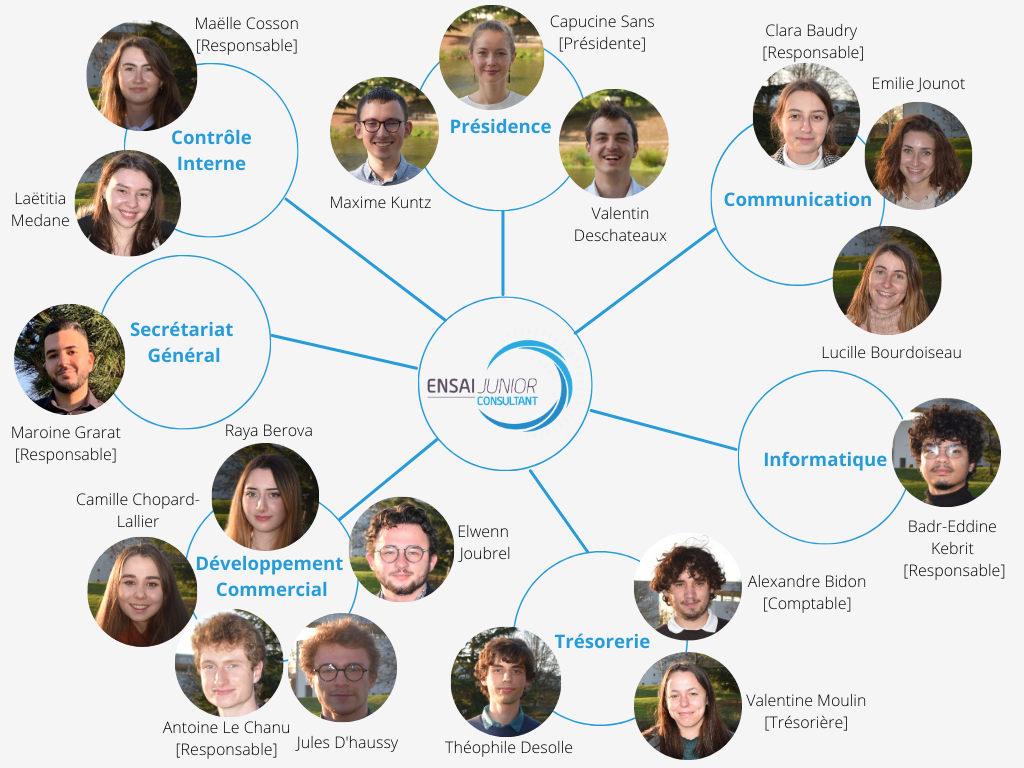 Maëlle Cosson
[Responsable]
Contrôle
Interne
Laëtitia
Medane
Capucine Sans
[Présidente]
Présidence
Maxime Kuntz
Valentin
Deschateaux
Clara Baudry
[Responsable]
Emilie Jounot
Communication
Lucille Bourdoiseau
Secrétariat
Général
Maroine Grarat
[Responsable]
ENSAI JUNIOR
CONSULTANT
Informatique
Badr-Eddine
Kebrit
[Responsable]
Raya Berova
Camille Chopard-
Lallier
Elwenn
Joubrel
Développement
Commercial
Antoine Le Chanu
[Responsable]
Jules D'haussy
Alexandre Bidon
[Comptable]
Trésorerie
Valentine Moulin
[Trésorière]
Théophile Desolle